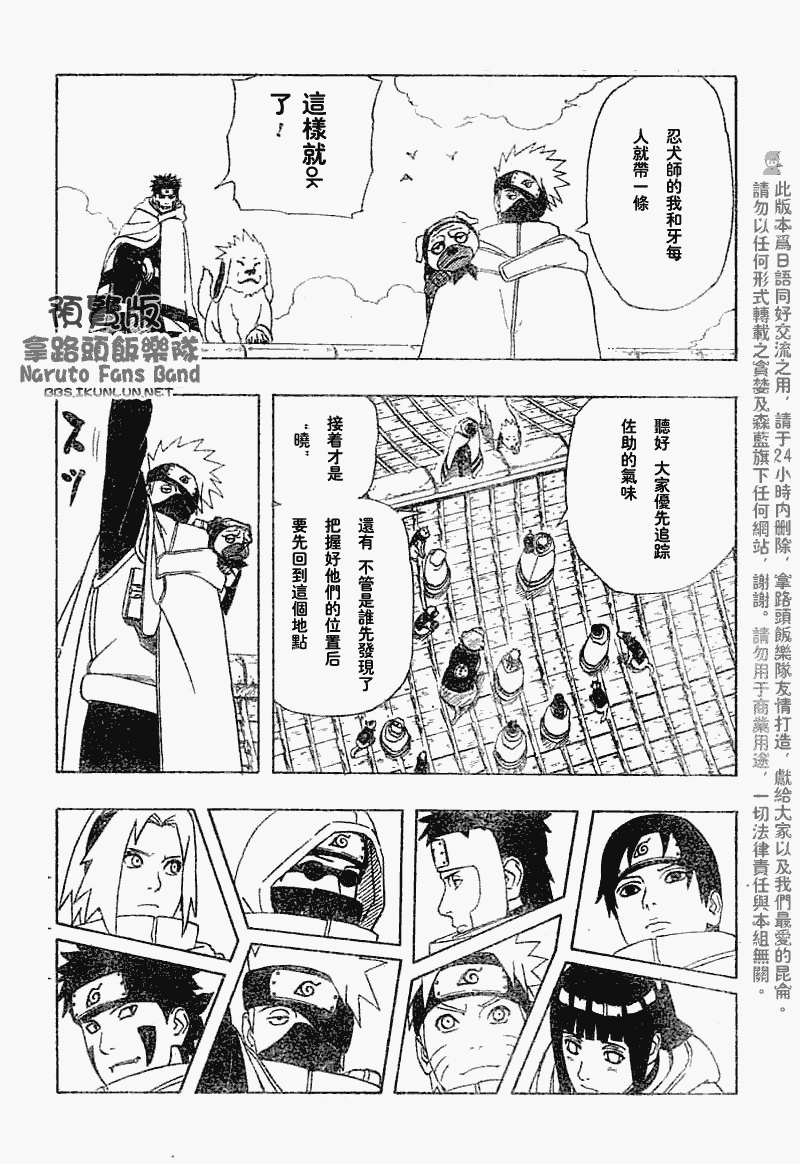 忍犬師的我和牙每
人就帶一條
這樣就ok
了！
預覽版
拿路頭飯樂隊
Naruto Fans Band
BBS.IKUNLUN.NET
聽好 大家優先追踪
佐助的氣味
接着才是
“曉”
還有 不管是誰先發現了
把握好他們的位置后
要先回到這個地點
スッ
此版本爲日語同好交流之用，請于24小時内刪除，拿路頭飯樂隊友情打造，獻給大家以及我們最愛的昆侖。
請勿以任何形式轉載之貪婪及森藍旗下任何網站，謝謝。請勿用于商業用途，一切法律責任與本組無關。